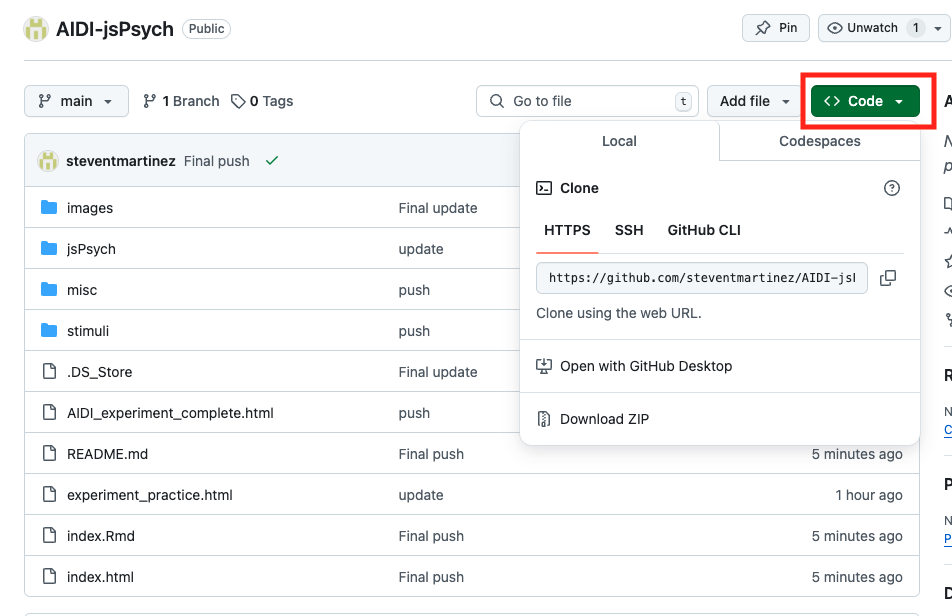 AIDI-jsPsych Public Pin Unwatch 1
main 1 Branch 0 Tags Go to file t Add file <> Code
Local Codespaces
steventmartinez Final push
Clone
HTTPS SSH GitHub CLI
https://github.com/steventmartinez/AIDI-js
Clone using the web URL.
Open with GitHub Desktop
Download ZIP
images Final update
jsPsych update
misc push
stimuli push
.DS_Store Final update
AIDI_experiment_complete.html push
README.md Final push 5 minutes ago
experiment_practice.html update 1 hour ago
index.Rmd Final push 5 minutes ago
index.html Final push 5 minutes ago